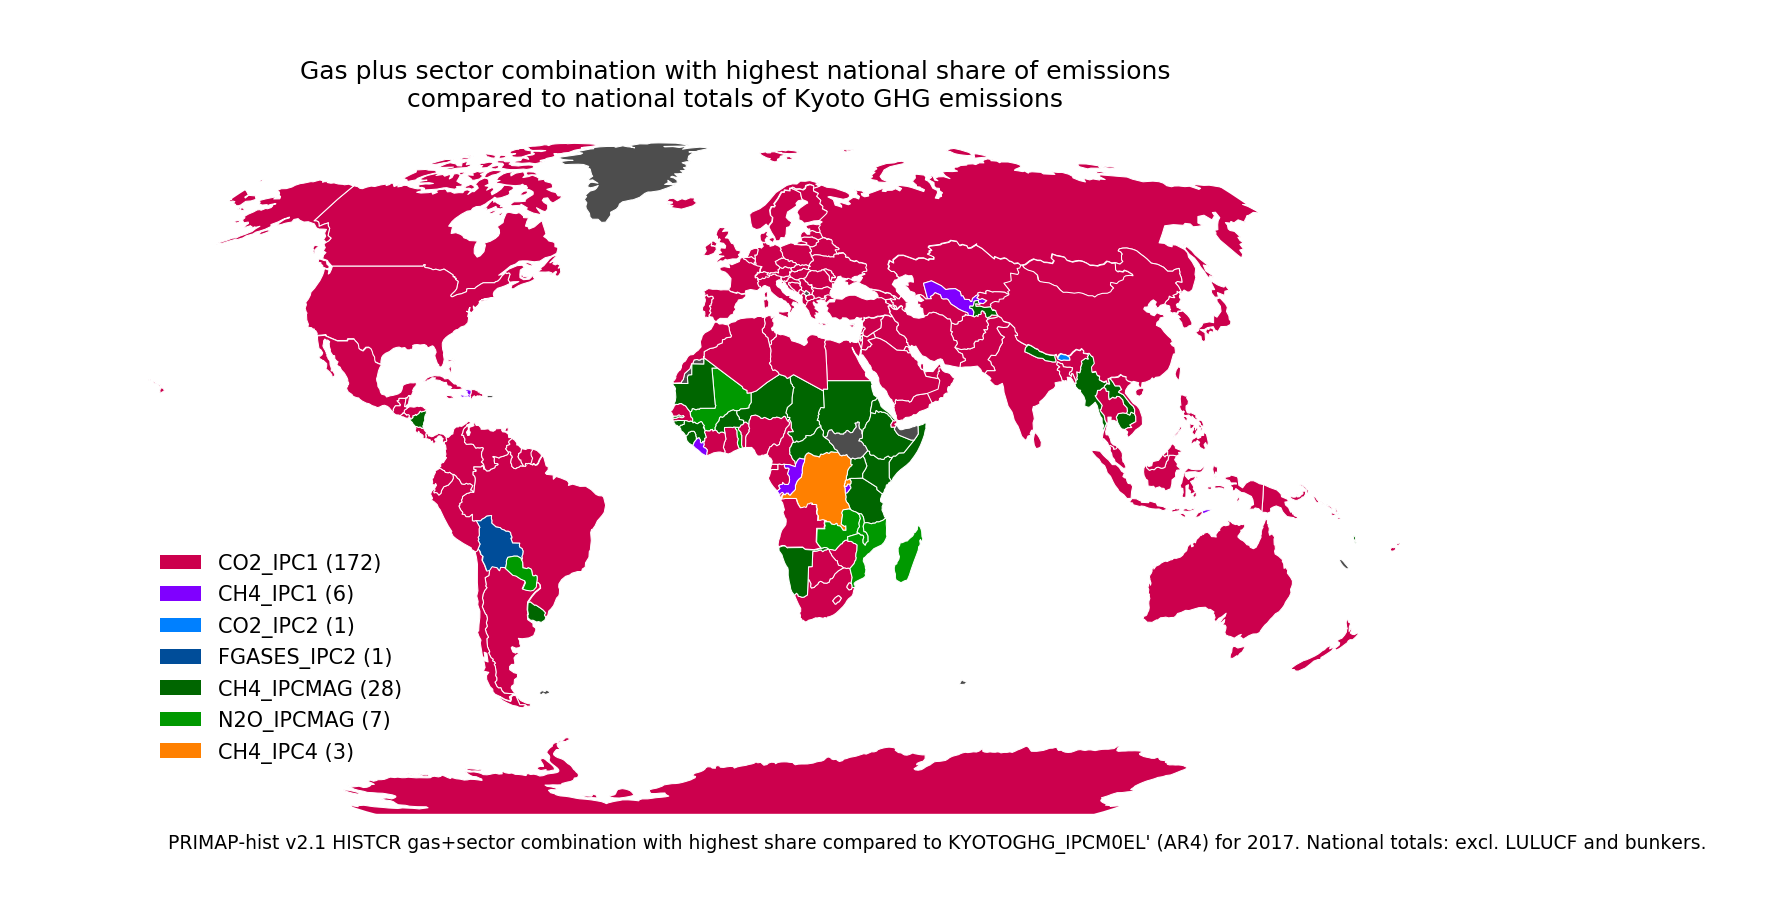 Gas plus sector combination with highest national share of emissions
compared to national totals of Kyoto GHG emissions
CO2_IPC1 (172)
CH4_IPC1 (6)
CO2_IPC2 (1)
FGASES_IPC2 (1)
CH4_IPCMAG (28)
N2O_IPCMAG (7)
CH4_IPC4 (3)
PRIMAP-hist v2.1 HISTCR gas+sector combination with highest share compared to KYOTOGHG_IPCM0EL' (AR4) for 2017. National totals: excl. LULUCF and bunkers.